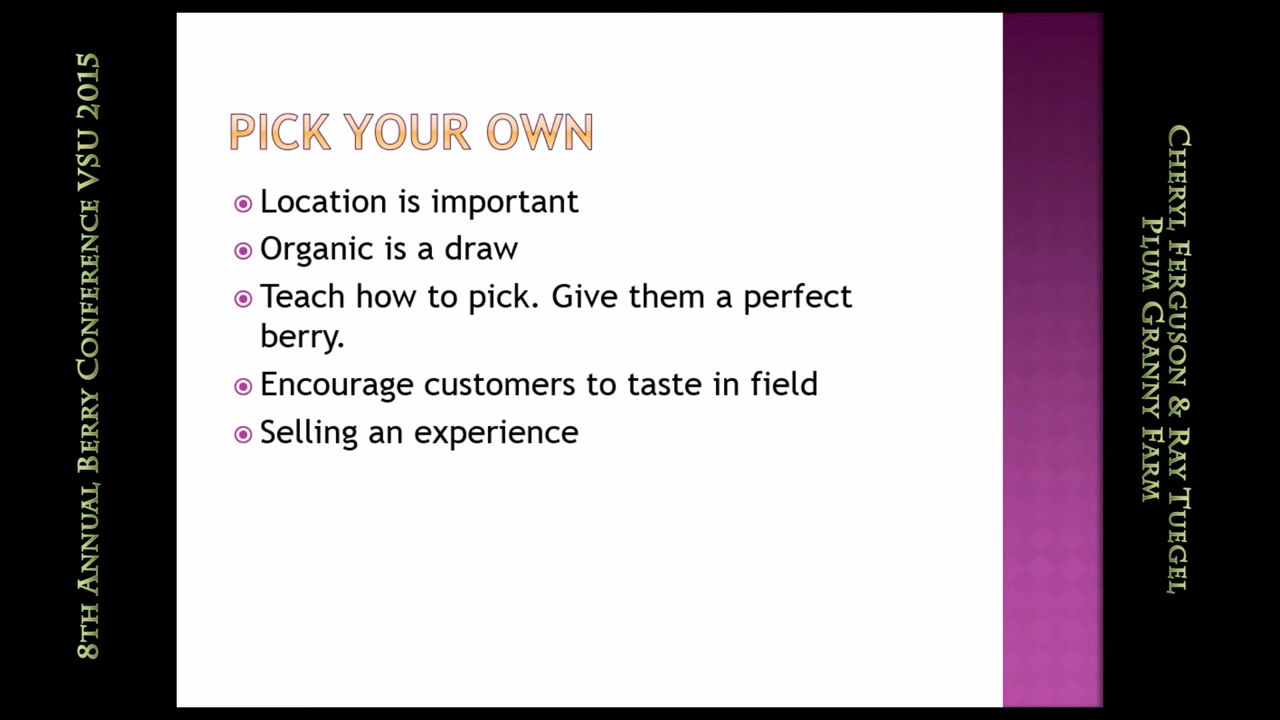 8th Annual Berry Conference VSU 2015
PICK YOUR OWN
Location is important
Organic is a draw
Teach how to pick. Give them a perfect
berry.
Encourage customers to taste in field
Selling an experience
Cheryl Ferguson & Ray Tuegel
Plum Granny Farm